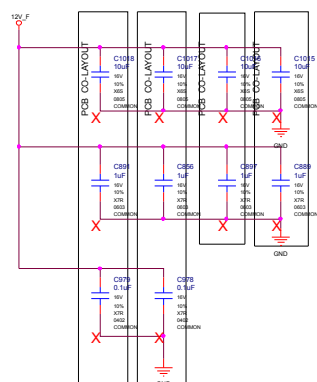 12V_F
PCB CO-LAYOUT
PCB CO-LAYOUT
PCB CO-LAYOUT
PCB CO-LAYOUT
C1018
10uF
16V
10%
X6S
0805
COMMON
C1017
10uF
16V
10%
X6S
0805
COMMON
C1016
10uF
16V
10%
X6S
0805
COMMON
C1015
10uF
16V
10%
X6S
0805
COMMON
GND
C891
1uF
16V
10%
X7R
0603
COMMON
C856
1uF
16V
10%
X7R
0603
COMMON
C897
1uF
16V
10%
X7R
0603
COMMON
C889
1uF
16V
10%
X7R
0603
COMMON
GND
C979
0.1uF
16V
10%
X7R
0402
COMMON
C978
0.1uF
16V
10%
X7R
0402
COMMON
GND